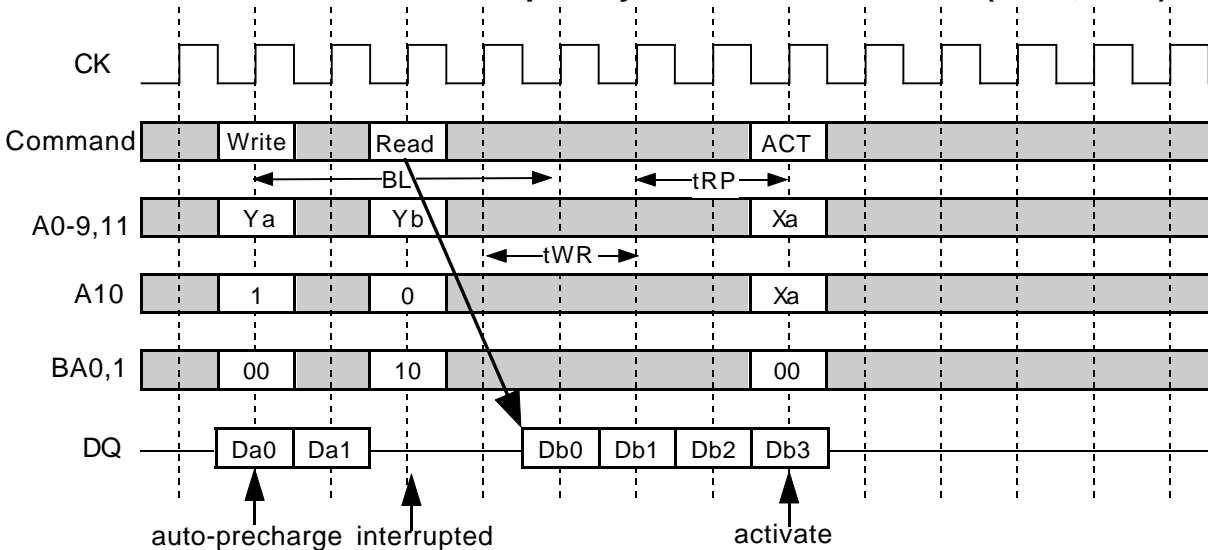 CK
Command Write Read ACT
BL tRP
A0-9,11 Ya Yb Xa
tWR
A10 1 0 Xa
BA0,1 00 10 00
DQ Da0 Da1 Db0 Db1 Db2 Db3
auto-precharge interrupted activate